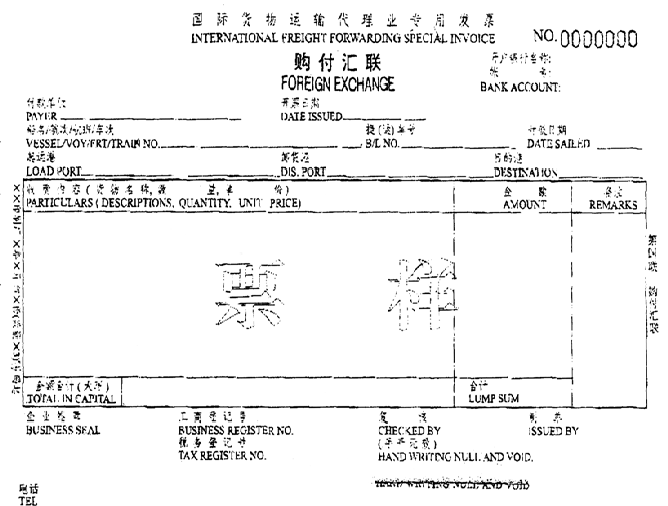 国际货物运输代理业专用发票
INTERNATIONAL FREIGHT FORWARDING SPECIAL INVOICE
NO.0000000
购付汇联
FOREIGN EXCHANGE
开户银行名称:
帐 号:
BANK ACCOUNT:
付款单位 开票日期
PAYER DATE ISSUED
船名/航次/航班/车次 提(运)单号 开航日期
VESSEL/VOY/FRT/TRAIN NO. B/L NO. DATE SAILED
起运港 卸货港 目的港
LOAD PORT DIS. PORT DESTINATION
收费内容(货物名称,数量,单价) 金额 备注
PARTICULARS ( DESCRIPTIONS, QUANTITY, UNIT PRICE) AMOUNT REMARKS
票样
第四联 购付汇联
金额合计(大写) 合计
TOTAL IN CAPITAL LUMP SUM
企业签章 工商登记号 复核 制单
BUSINESS SEAL BUSINESS REGISTER NO. CHECKED BY ISSUED BY
税务登记号 (手开无效)
TAX REGISTER NO. HAND WRITING NULL AND VOID.
HAND WRITING NULL AND VOID
电话
TEL